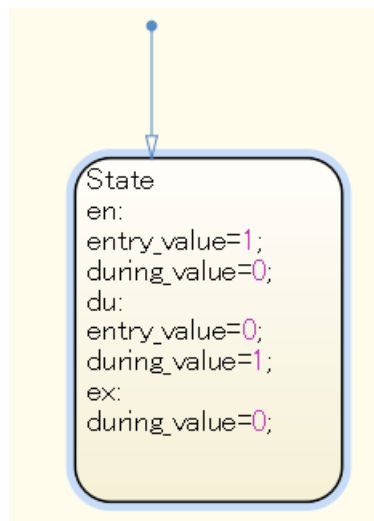 State
en:
entry_value=1;
during_value=0;
du:
entry_value=0;
during_value=1;
ex:
during_value=0;